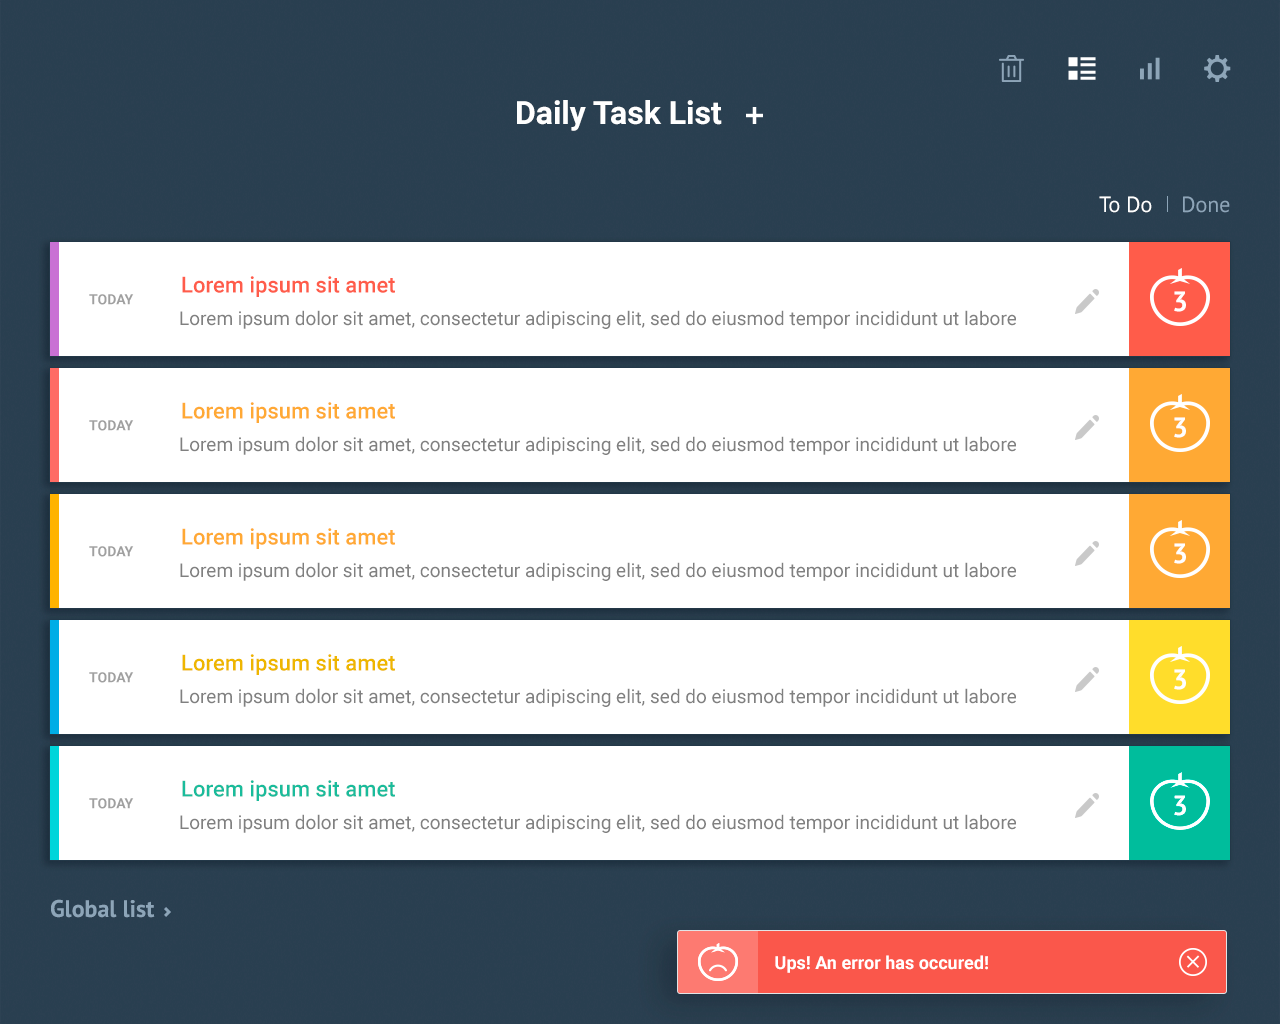 Daily Task List +
To Do | Done
TODAY
Lorem ipsum sit amet
Lorem ipsum dolor sit amet, consectetur adipiscing elit, sed do eiusmod tempor incididunt ut labore
3
TODAY
Lorem ipsum sit amet
Lorem ipsum dolor sit amet, consectetur adipiscing elit, sed do eiusmod tempor incididunt ut labore
3
TODAY
Lorem ipsum sit amet
Lorem ipsum dolor sit amet, consectetur adipiscing elit, sed do eiusmod tempor incididunt ut labore
3
TODAY
Lorem ipsum sit amet
Lorem ipsum dolor sit amet, consectetur adipiscing elit, sed do eiusmod tempor incididunt ut labore
3
TODAY
Lorem ipsum sit amet
Lorem ipsum dolor sit amet, consectetur adipiscing elit, sed do eiusmod tempor incididunt ut labore
3
Global list ›
Ups! An error has occured!